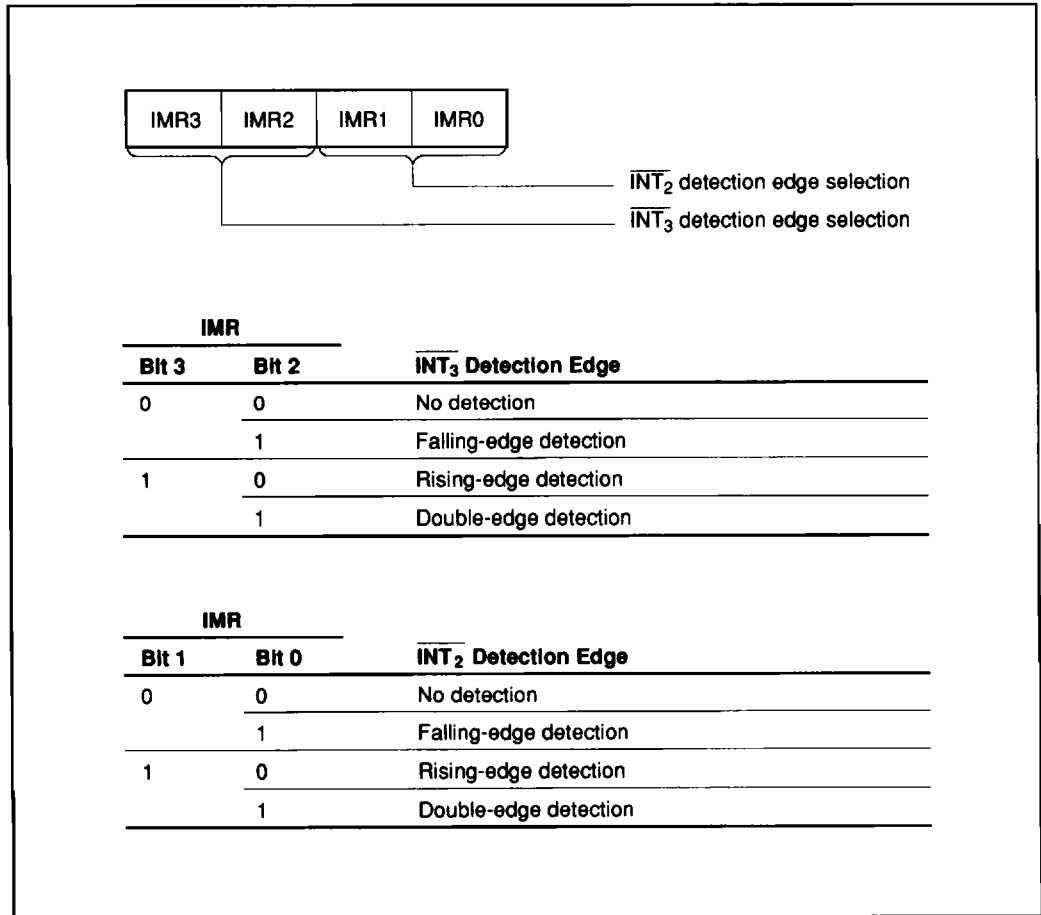 IMR3 IMR2 IMR1 IMR0
INT2 detection edge selection
INT3 detection edge selection
IMR
Bit 3 Bit 2 INT3 Detection Edge
0 0 No detection
1 Falling-edge detection
1 0 Rising-edge detection
1 Double-edge detection
IMR
Bit 1 Bit 0 INT2 Detection Edge
0 0 No detection
1 Falling-edge detection
1 0 Rising-edge detection
1 Double-edge detection